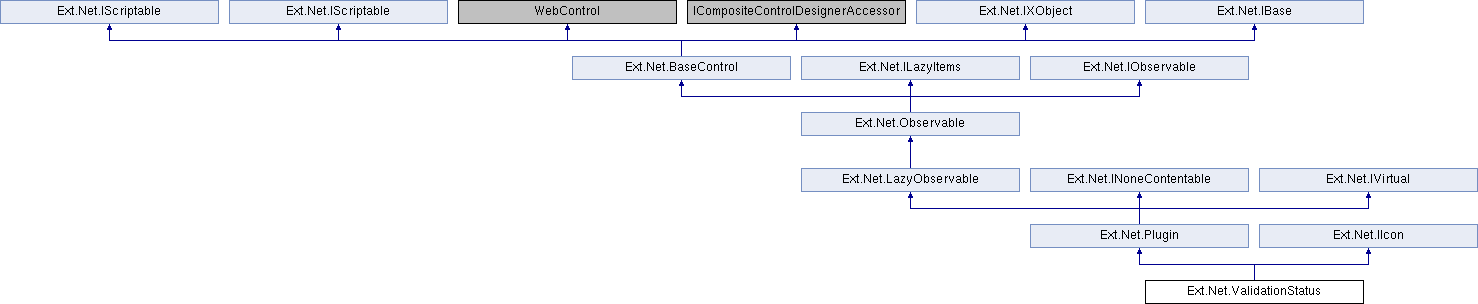 Ext.Net.IScriptable
Ext.Net.IScriptable
WebControl
ICompositeControlDesignerAccessor
Ext.Net.IXObject
Ext.Net.IBase
Ext.Net.BaseControl
Ext.Net.ILazyItems
Ext.Net.IObservable
Ext.Net.Observable
Ext.Net.LazyObservable
Ext.Net.INoneContentable
Ext.Net.IVirtual
Ext.Net.Plugin
Ext.Net.IIcon
Ext.Net.ValidationStatus